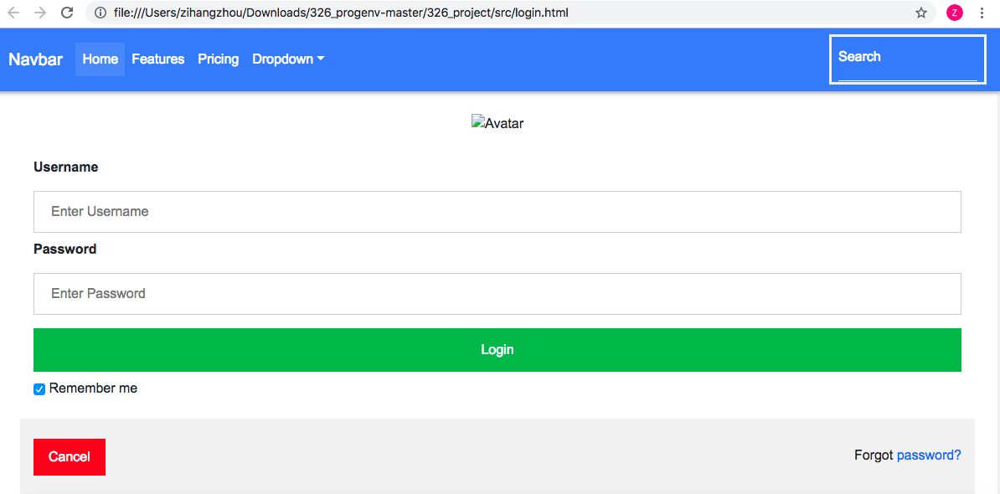 file:///Users/zihangzhou/Downloads/326_progenv-master/326_project/src/login.html Z
Navbar Home Features Pricing Dropdown Search
Avatar
Username
Enter Username
Password
Enter Password
Login
Remember me
Cancel Forgot password?